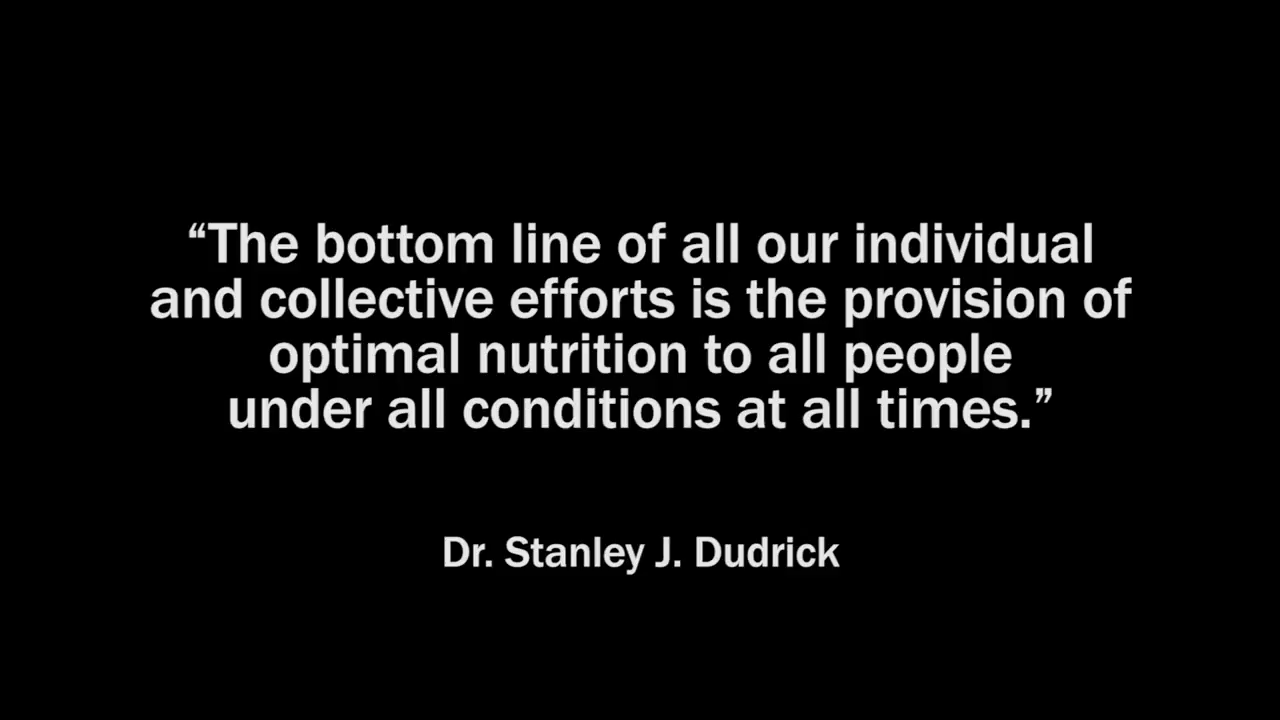 “The bottom line of all our individual
and collective efforts is the provision of
optimal nutrition to all people
under all conditions at all times.”
Dr. Stanley J. Dudrick